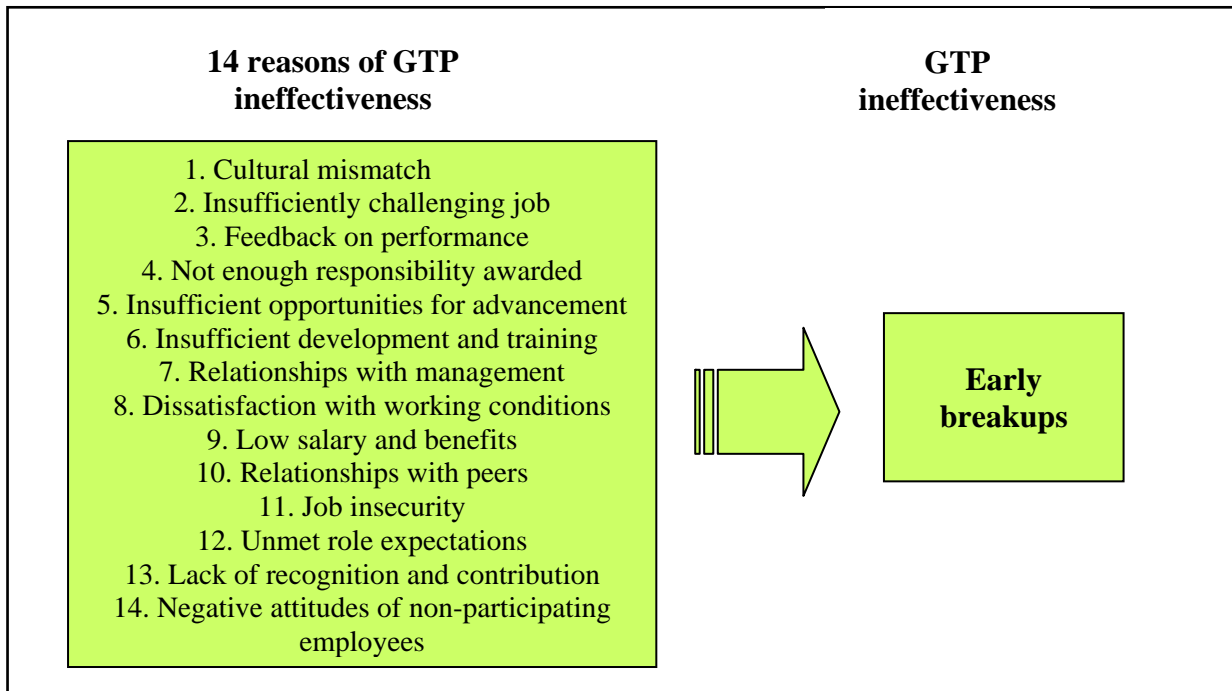 14 reasons of GTP
ineffectiveness
GTP
ineffectiveness
1. Cultural mismatch
2. Insufficiently challenging job
3. Feedback on performance
4. Not enough responsibility awarded
5. Insufficient opportunities for advancement
6. Insufficient development and training
7. Relationships with management
8. Dissatisfaction with working conditions
9. Low salary and benefits
10. Relationships with peers
11. Job insecurity
12. Unmet role expectations
13. Lack of recognition and contribution
14. Negative attitudes of non-participating
employees
Early
breakups